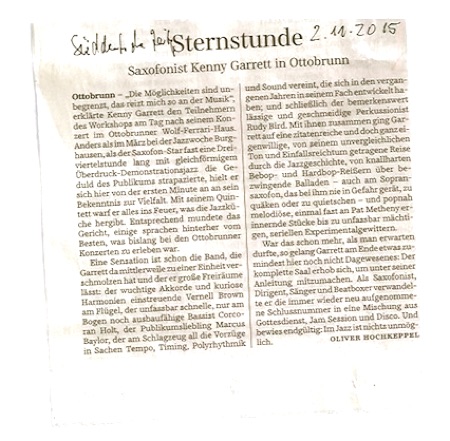 Süddeutsche Zeitg 2.11.2015
Sternstunde
Saxofonist Kenny Garrett in Ottobrunn
Ottobrunn – „Die Möglichkeiten sind un-
begrenzt, das reizt mich so an der Musik“,
erklärte Kenny Garrett den Teilnehmern
des Workshops am Tag nach seinem Kon-
zert im Ottobrunner Wolf-Ferrari-Haus.
Anders als im März bei der Jazzwoche Burg-
hausen, als der Saxofon-Star fast eine Drei-
viertelstunde lang mit gleichförmigem
Überdruck-Demonstrationsjazz die Ge-
duld des Publikums strapazierte, hielt er
sich hier von der ersten Minute an an sein
Bekenntnis zur Vielfalt. Mit seinem Quin-
tett warf er alles ins Feuer, was die Jazzkü-
che hergibt. Entsprechend mundete das
Gericht, einige sprachen hinterher vom
Besten, was bislang bei den Ottobrunner
Konzerten zu erleben war.
Eine Sensation ist schon die Band, die
Garrett da mittlerweile zu einer Einheit ver-
schmolzen hat und der er große Freiräume
lässt: der wuchtige Akkorde und kuriose
Harmonien einstreuende Vernell Brown
am Flügel, der unfassbar schnelle, nur am
Bogen noch ausbaufähige Bassist Corco-
ran Holt, der Publikumsliebling Marcus
Baylor, der am Schlagzeug all die Vorzüge
in Sachen Tempo, Timing, Polyrhythmik
und Sound vereint, die sich in den vergan-
genen Jahren in seinem Fach entwickelt ha-
ben; und schließlich der bemerkenswert
lässige und geschmeidige Perkussionist
Rudy Bird. Mit ihnen zusammen ging Gar-
rett auf eine zitatenreiche und doch ganz ei-
genwillige, von seinem unvergleichlichen
Ton und Einfallsreichtum getragene Reise
durch die Jazzgeschichte, von knallharten
Bebop- und Hardbop-Reißern über be-
zwingende Balladen – auch am Sopran-
saxofon, das bei ihm nie in Gefahr gerät, zu
quäken oder zu quietschen – und popnah
melodiöse, einmal fast an Pat Metheny er-
innernde Stücke bis zu unfassbar mächti-
gen, seriellen Experimentalgewittern.
War das schon mehr, als man erwarten
durfte, so gelang Garrett am Ende etwas zu-
mindest hier noch nicht Dagewesenes: Der
komplette Saal erhob sich, um unter seiner
Anleitung mitzumachen. Als Saxofonist,
Dirigent, Sänger und Beatboxer verwandel-
te er die immer wieder neu aufgenomme-
ne Schlussnummer in eine Mischung aus
Gottesdienst, Jam Session und Disco. Und
bewies endgültig: Im Jazz ist nichts unmög-
lich.
OLIVER HOCHKEPPEL